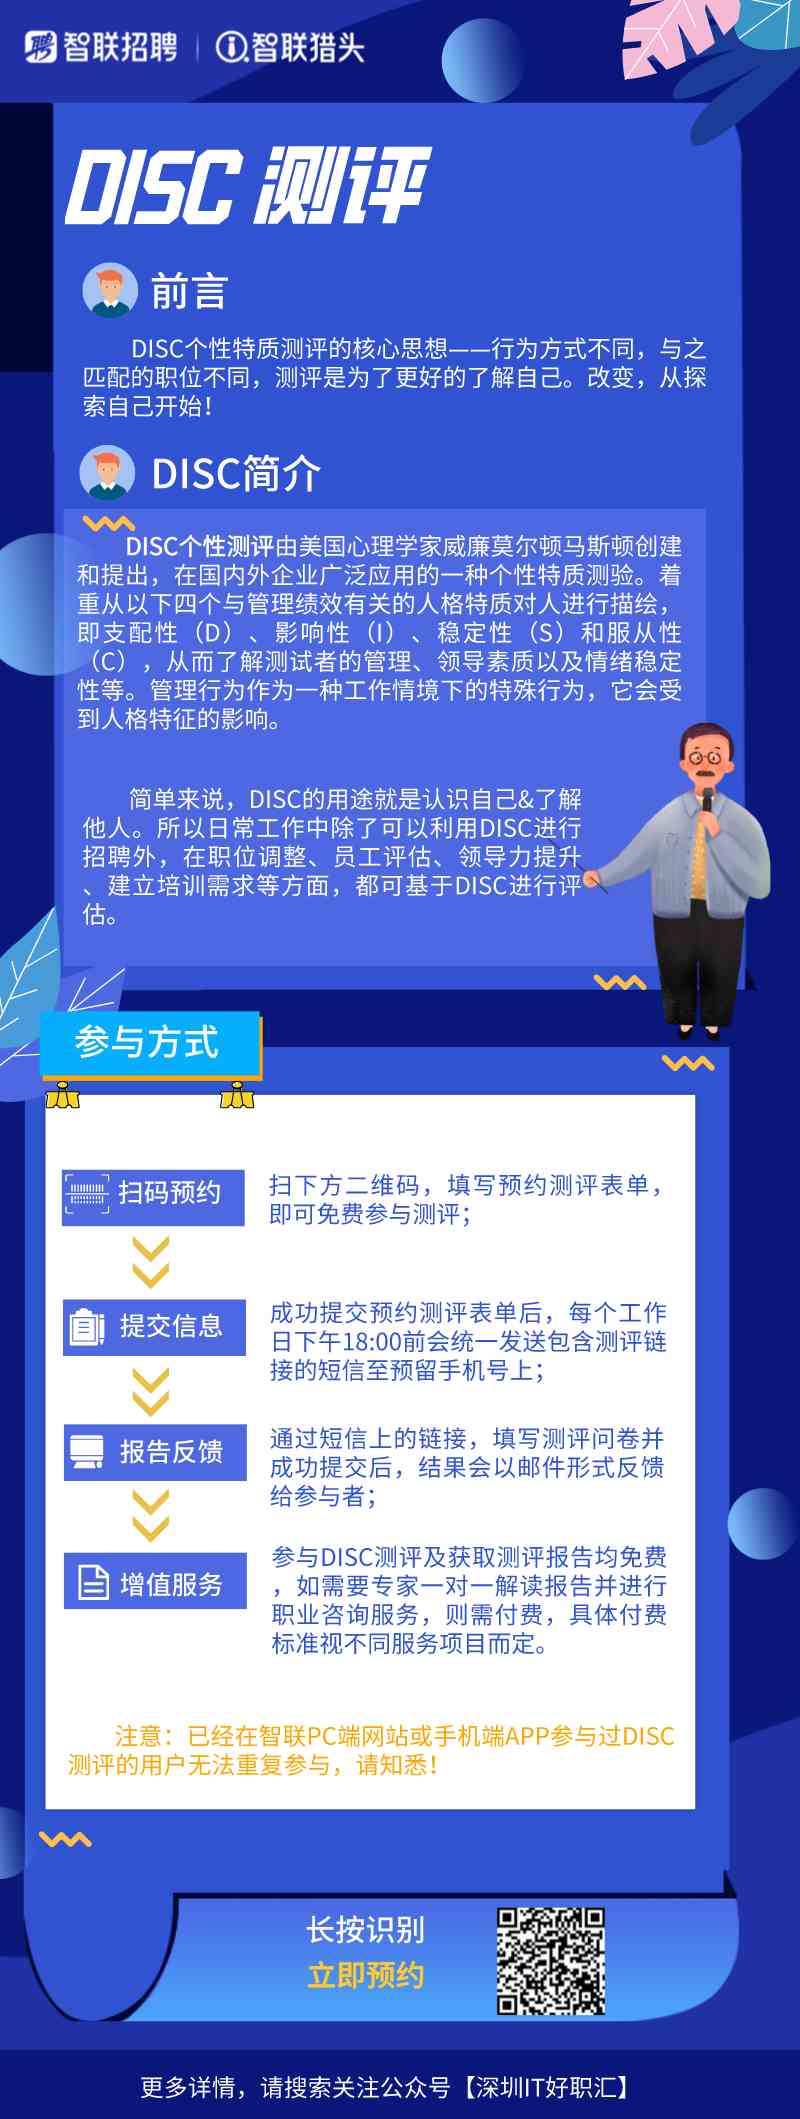 智联招聘 智联猎头
DISC 测评
前言
DISC个性特质测评的核心思想——行为方式不同，与之
匹配的职位不同，测评是为了更好的了解自己。改变，从探
索自己开始！
DISC简介
DISC个性测评由美国心理学家威廉莫尔顿马斯顿创建
和提出，在国内外企业广泛应用的一种个性特质测验。着
重从以下四个与管理绩效有关的人格特质对人进行描绘，
即支配性（D）、影响性（I）、稳定性（S）和服从性
（C），从而了解测试者的管理、领导素质以及情绪稳定
性等。管理行为作为一种工作情境下的特殊行为，它会受
到人格特征的影响。
简单来说，DISC的用途就是认识自己&了解
他人。所以日常工作中除了可以利用DISC进行
招聘外，在职位调整、员工评估、领导力提升
、建立培训需求等方面，都可基于DISC进行评
估。
参与方式
扫码预约
扫下方二维码，填写预约测评表单，
即可免费参与测评；
提交信息
成功提交预约测评表单后，每个工作
日下午18:00前会统一发送包含测评链
接的短信至预留手机号上；
报告反馈
通过短信上的链接，填写测评问卷并
成功提交后，结果会以邮件形式反馈
给参与者；
增值服务
参与DISC测评及获取测评报告均免费
，如需要专家一对一解读报告并进行
职业咨询服务，则需付费，具体付费
标准视不同服务项目而定。
注意：已经在智联PC端网站或手机端APP参与过DISC
测评的用户无法重复参与，请知悉！
长按识别
立即预约
更多详情，请搜索关注公众号【深圳IT好职汇】